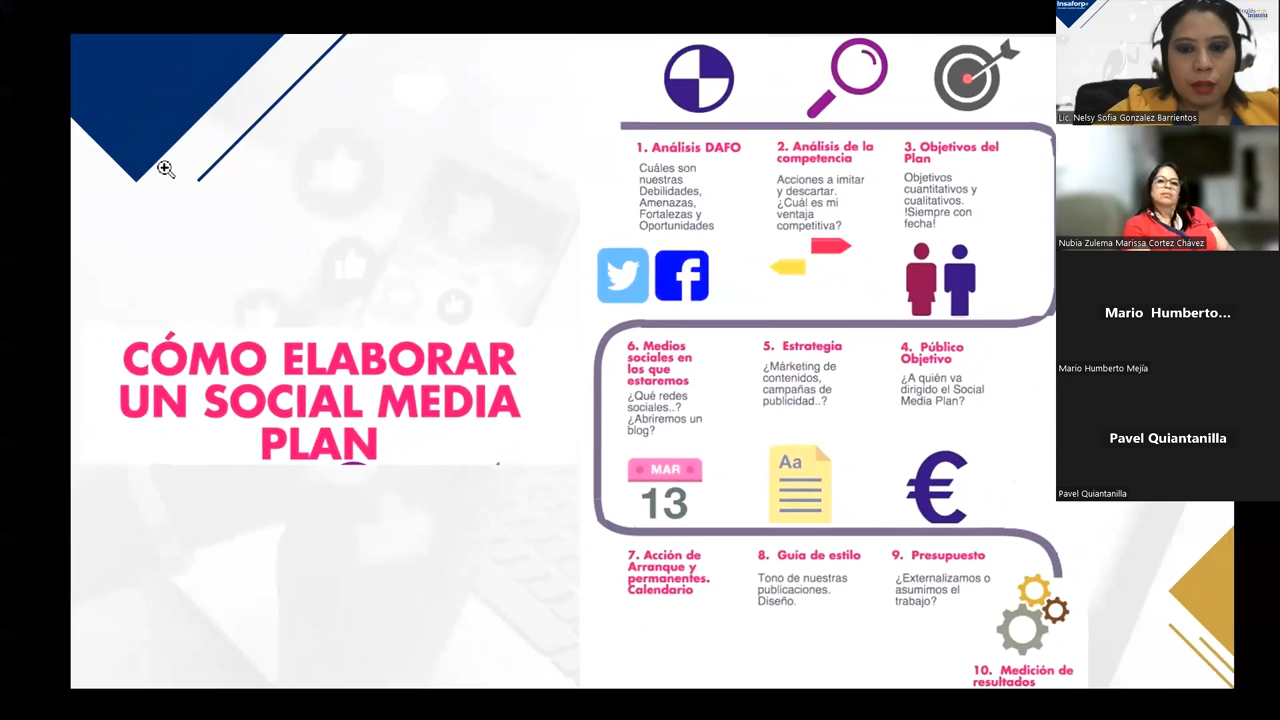 CÓMO ELABORAR
UN SOCIAL MEDIA
PLAN
1. Análisis DAFO
Cuáles son
nuestras
Debilidades,
Amenazas,
Fortalezas y
Oportunidades
2. Análisis de la
competencia
Acciones a imitar
y descartar.
¿Cuál es mi
ventaja
competitiva?
3. Objetivos del
Plan
Objetivos
cuantitativos y
cualitativos.
!Siempre con
fecha!
6. Medios
sociales en
los que
estaremos
¿Qué redes
sociales..?
¿Abriremos un
blog?
5. Estrategia
¿Márketing de
contenidos,
campañas de
publicidad..?
4. Público
Objetivo
¿A quién va
dirigido el Social
Media Plan?
MAR
13
Aa
€
7. Acción de
Arranque y
permanentes.
Calendario
8. Guia de estilo
Tono de nuestras
publicaciones.
Diseño.
9. Presupuesto
¿Externalizamos o
asumimos el
trabajo?
10. Medición de
resultados
Insaforp
Lic. Nelsy Sofia Gonzalez Barrientos
Nubia Zulema Marissa Cortez Chávez
Mario Humberto...
Mario Humberto Mejía
Pavel Quiantanilla
Pavel Quiantanilla